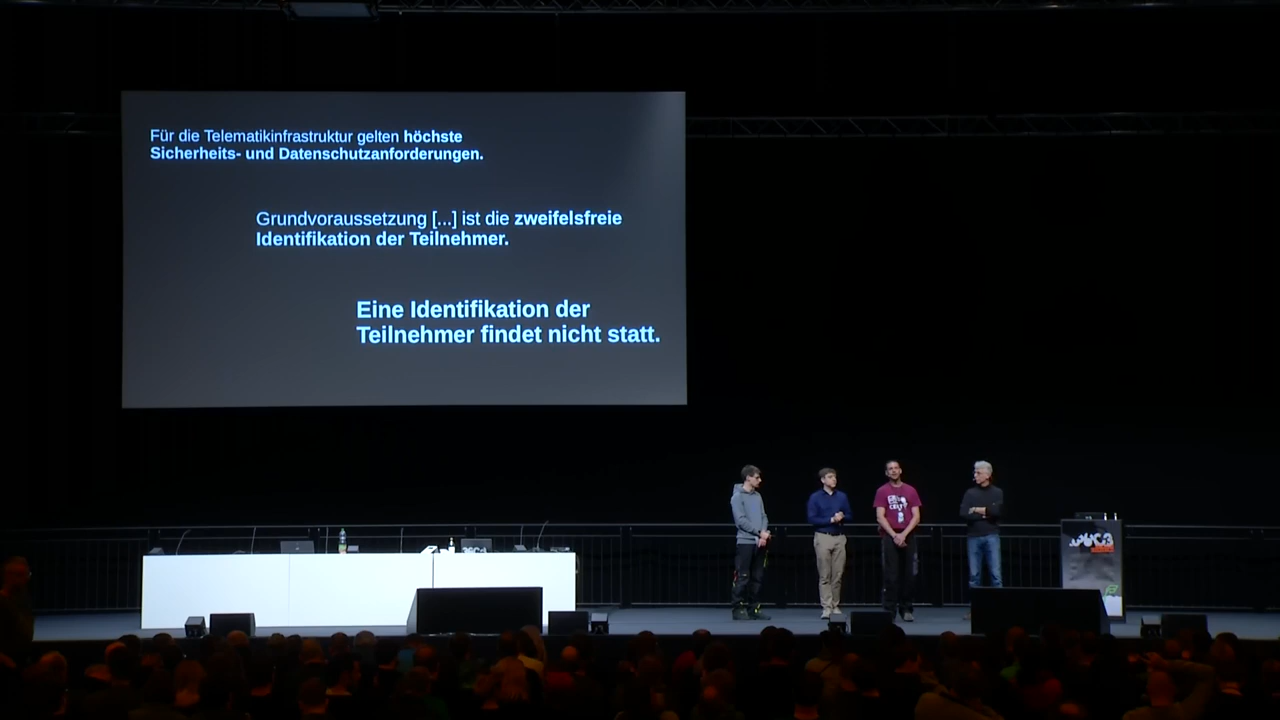 Für die Telematikinfrastruktur gelten höchste
Sicherheits- und Datenschutzanforderungen.
Grundvoraussetzung [...] ist die zweifelsfreie
Identifikation der Teilnehmer.
Eine Identifikation der
Teilnehmer findet nicht statt.